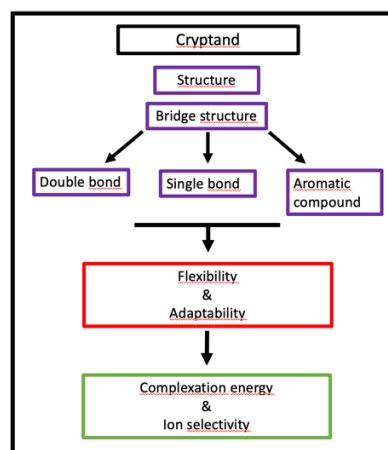 Cryptand
Structure
Bridge structure
Double bond
Single bond
Aromatic
compound
Flexibility
&
Adaptability
Complexation energy
&
Ion selectivity